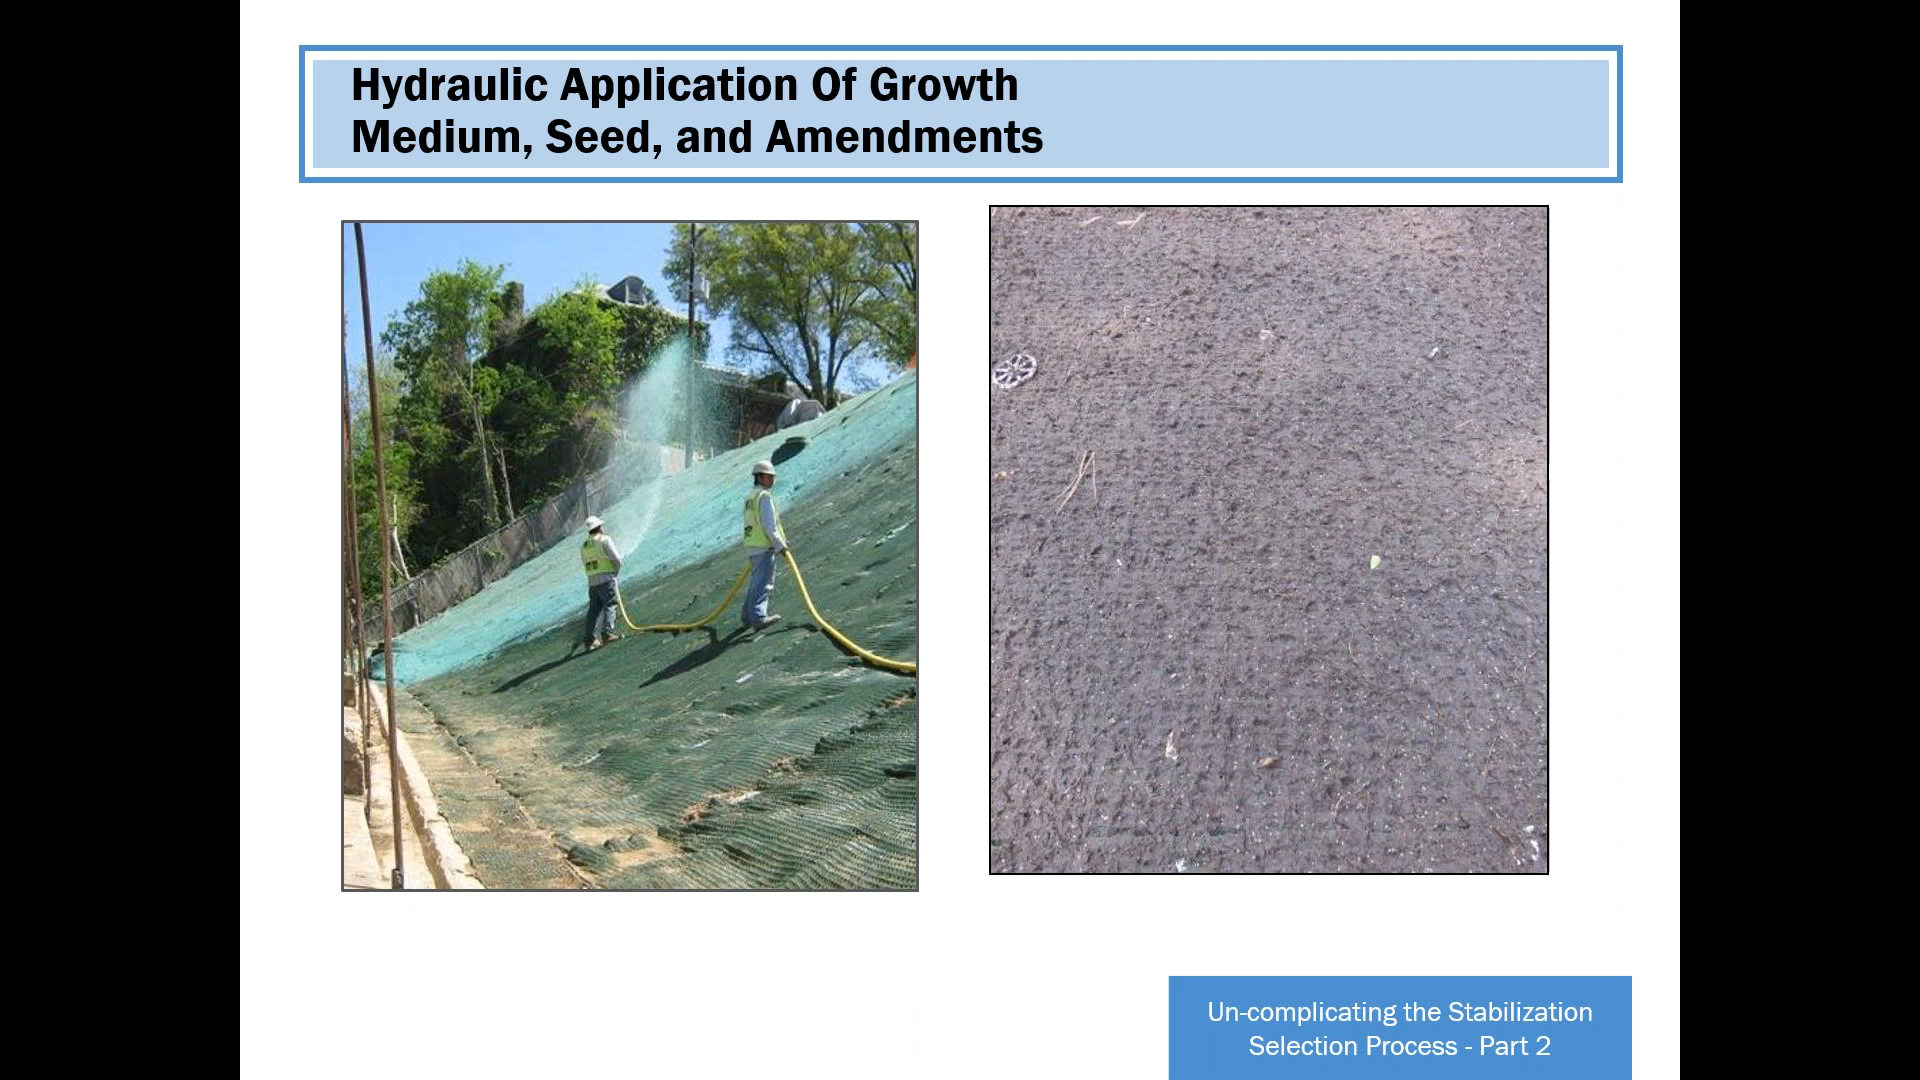 Hydraulic Application Of Growth
Medium, Seed, and Amendments
Un-complicating the Stabilization
Selection Process - Part 2